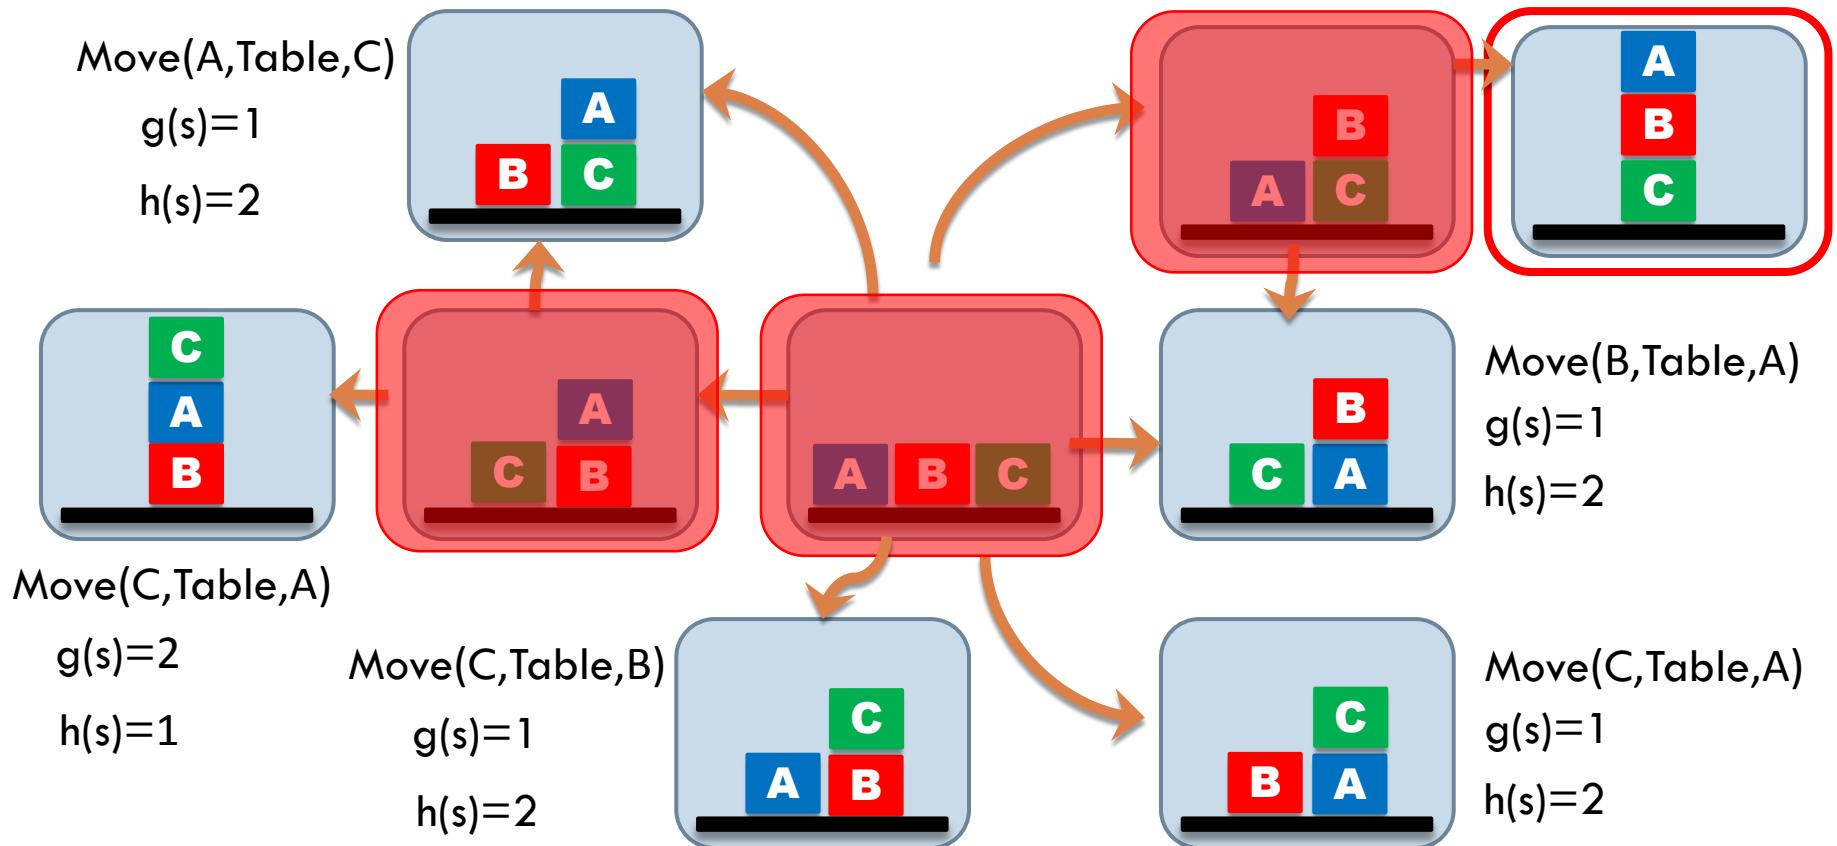 Move(A,Table,C)
g(s)=1
h(s)=2
A
B C
B
A C
A
B
C
C
A
B
A
C B
A B C
B
C A
Move(B,Table,A)
g(s)=1
h(s)=2
Move(C,Table,A)
g(s)=2
h(s)=1
Move(C,Table,B)
g(s)=1
h(s)=2
C
A B
C
B A
Move(C,Table,A)
g(s)=1
h(s)=2